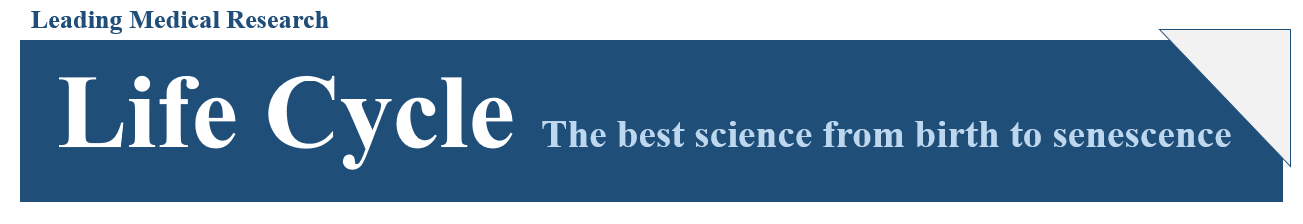 Leading Medical Research
Life Cycle The best science from birth to senescence